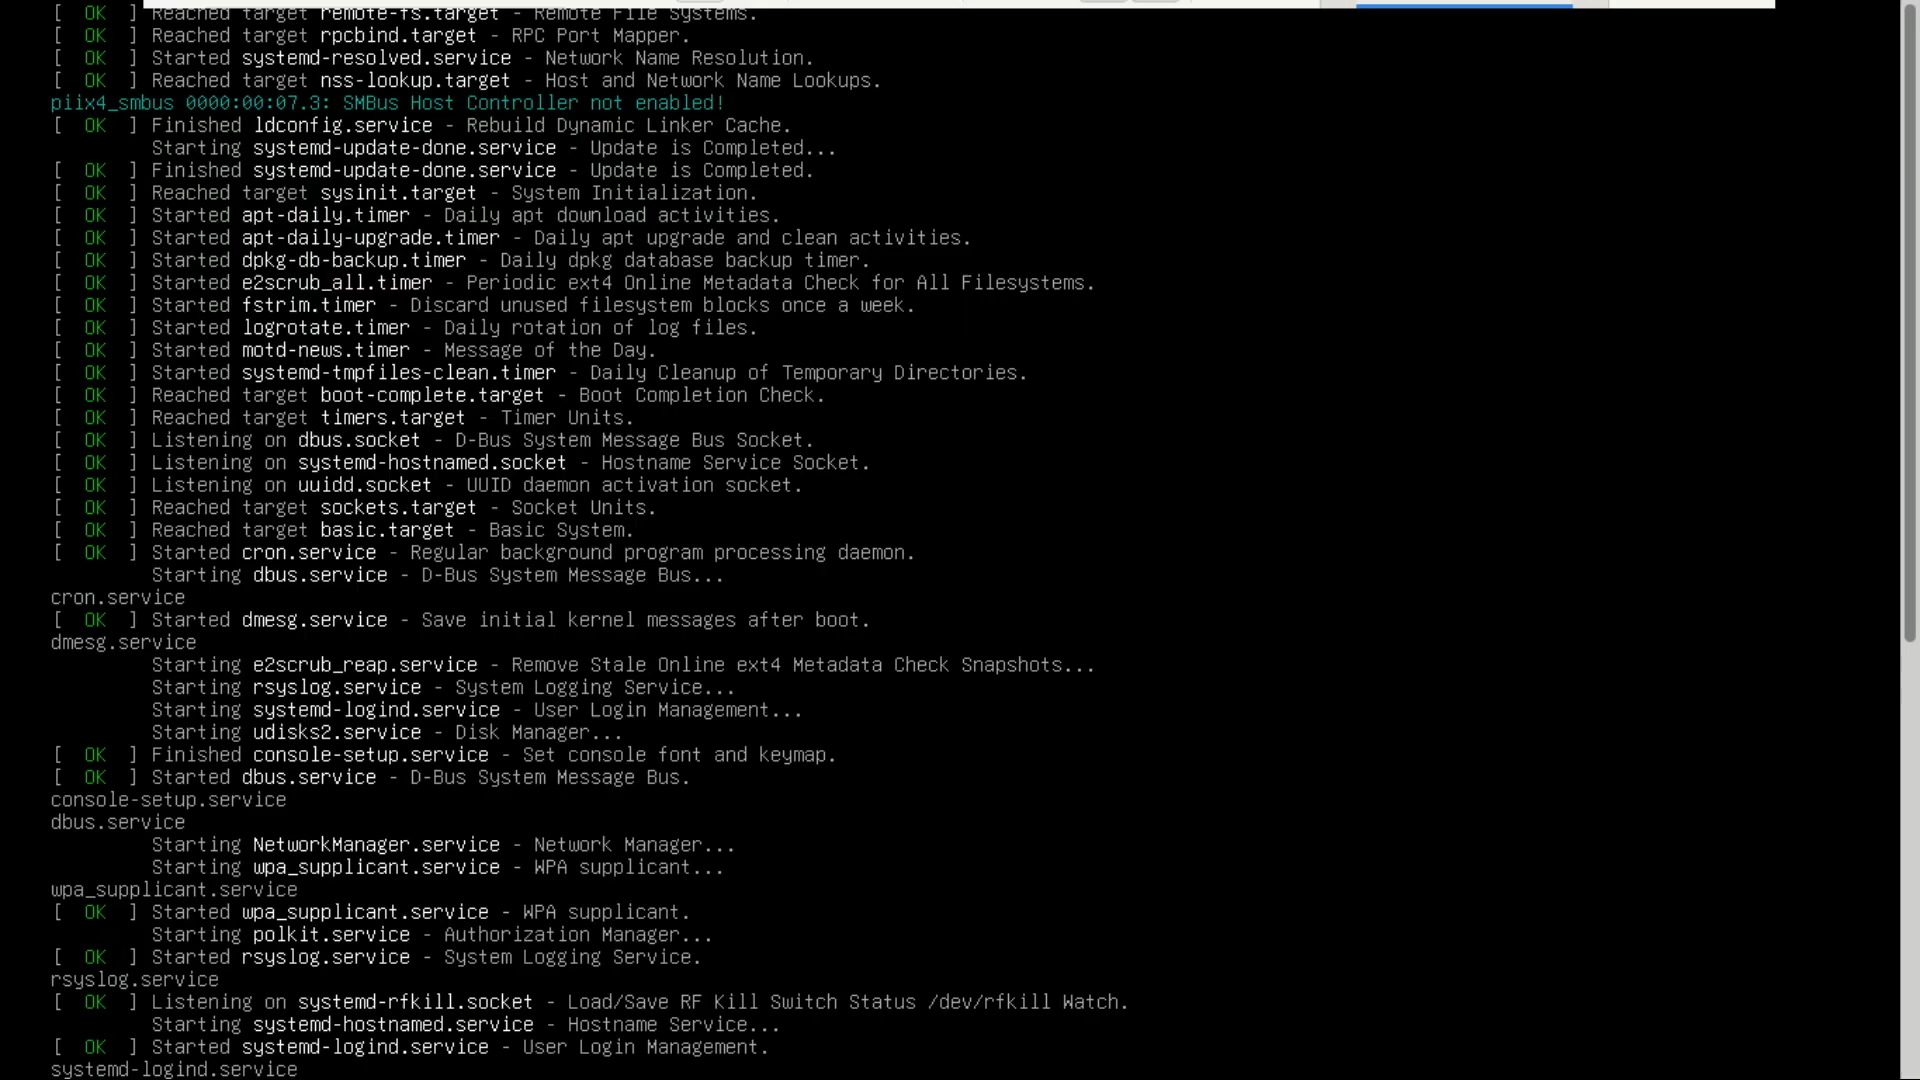 [  OK  ] Reached target remote-fs.target - Remote File Systems.
[  OK  ] Reached target rpcbind.target - RPC Port Mapper.
[  OK  ] Started systemd-resolved.service - Network Name Resolution.
[  OK  ] Reached target nss-lookup.target - Host and Network Name Lookups.
piix4_smbus 0000:00:07.3: SMBus Host Controller not enabled!
[  OK  ] Finished ldconfig.service - Rebuild Dynamic Linker Cache.
Starting systemd-update-done.service - Update is Completed...
[  OK  ] Finished systemd-update-done.service - Update is Completed.
[  OK  ] Reached target sysinit.target - System Initialization.
[  OK  ] Started apt-daily.timer - Daily apt download activities.
[  OK  ] Started apt-daily-upgrade.timer - Daily apt upgrade and clean activities.
[  OK  ] Started dpkg-db-backup.timer - Daily dpkg database backup timer.
[  OK  ] Started e2scrub_all.timer - Periodic ext4 Online Metadata Check for All Filesystems.
[  OK  ] Started fstrim.timer - Discard unused filesystem blocks once a week.
[  OK  ] Started logrotate.timer - Daily rotation of log files.
[  OK  ] Started motd-news.timer - Message of the Day.
[  OK  ] Started systemd-tmpfiles-clean.timer - Daily Cleanup of Temporary Directories.
[  OK  ] Reached target boot-complete.target - Boot Completion Check.
[  OK  ] Reached target timers.target - Timer Units.
[  OK  ] Listening on dbus.socket - D-Bus System Message Bus Socket.
[  OK  ] Listening on systemd-hostnamed.socket - Hostname Service Socket.
[  OK  ] Listening on uuidd.socket - UUID daemon activation socket.
[  OK  ] Reached target sockets.target - Socket Units.
[  OK  ] Reached target basic.target - Basic System.
[  OK  ] Started cron.service - Regular background program processing daemon.
Starting dbus.service - D-Bus System Message Bus...
cron.service
[  OK  ] Started dmesg.service - Save initial kernel messages after boot.
dmesg.service
Starting e2scrub_reap.service - Remove Stale Online ext4 Metadata Check Snapshots...
Starting rsyslog.service - System Logging Service...
Starting systemd-logind.service - User Login Management...
Starting udisks2.service - Disk Manager...
[  OK  ] Finished console-setup.service - Set console font and keymap.
[  OK  ] Started dbus.service - D-Bus System Message Bus.
console-setup.service
dbus.service
Starting NetworkManager.service - Network Manager...
Starting wpa_supplicant.service - WPA supplicant...
wpa_supplicant.service
[  OK  ] Started wpa_supplicant.service - WPA supplicant.
Starting polkit.service - Authorization Manager...
[  OK  ] Started rsyslog.service - System Logging Service.
rsyslog.service
[  OK  ] Listening on systemd-rfkill.socket - Load/Save RF Kill Switch Status /dev/rfkill Watch.
Starting systemd-hostnamed.service - Hostname Service...
[  OK  ] Started systemd-logind.service - User Login Management.
systemd-logind.service